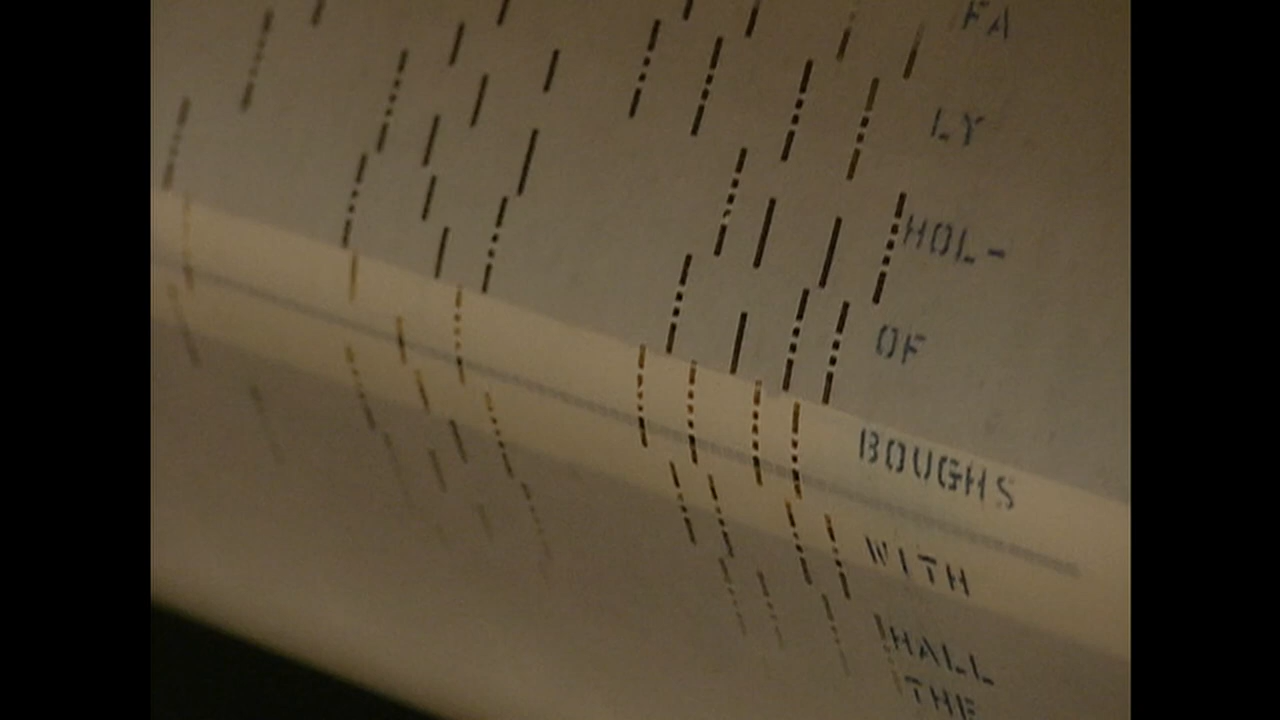 FA
LY
HOL-
OF
BOUGHS
WITH
HALL
THE